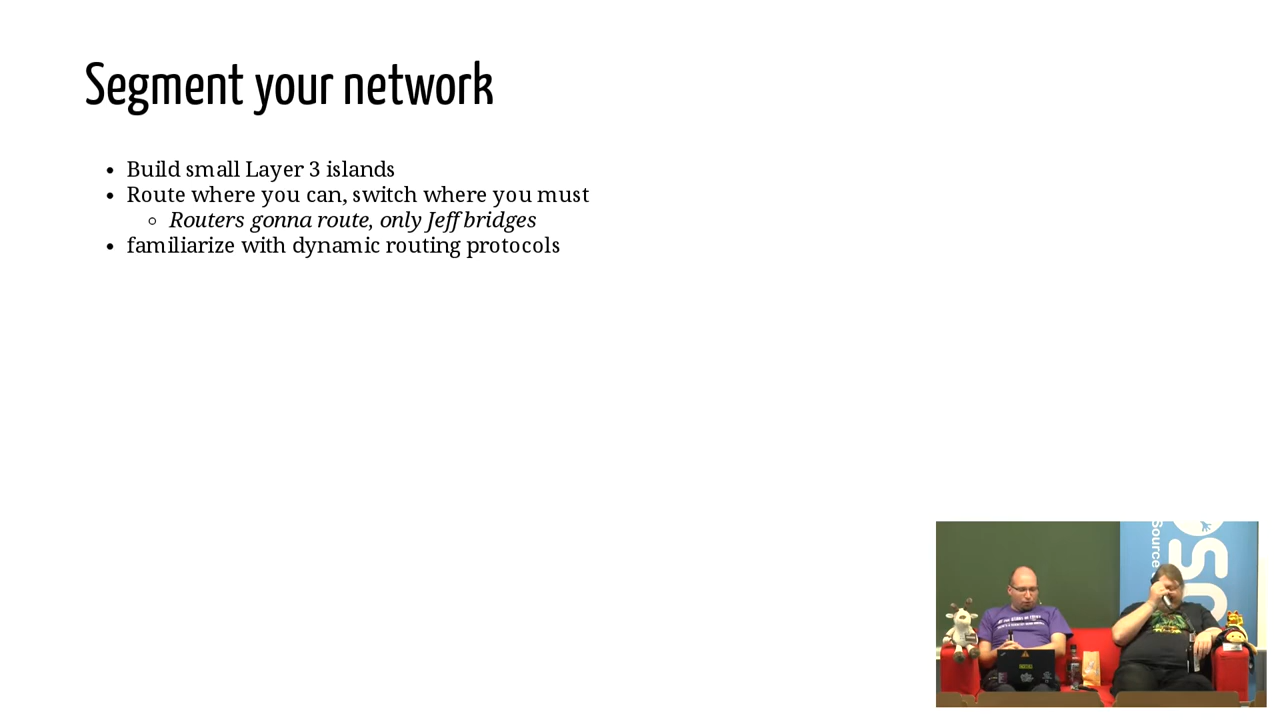 Segment your network
• Build small Layer 3 islands
• Route where you can, switch where you must
◦ Routers gonna route, only Jeff bridges
• familiarize with dynamic routing protocols
Source